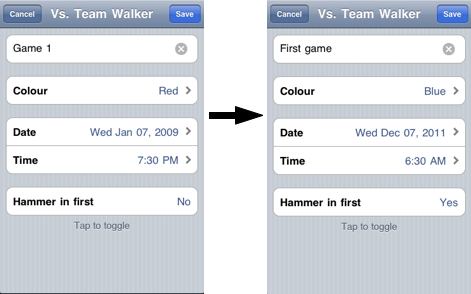 Cancel Vs. Team Walker Save
Game 1
Colour Red
Date Wed Jan 07, 2009
Time 7:30 PM
Hammer in first No
Tap to toggle
Cancel Vs. Team Walker Save
First game
Colour Blue
Date Wed Dec 07, 2011
Time 6:30 AM
Hammer in first Yes
Tap to toggle